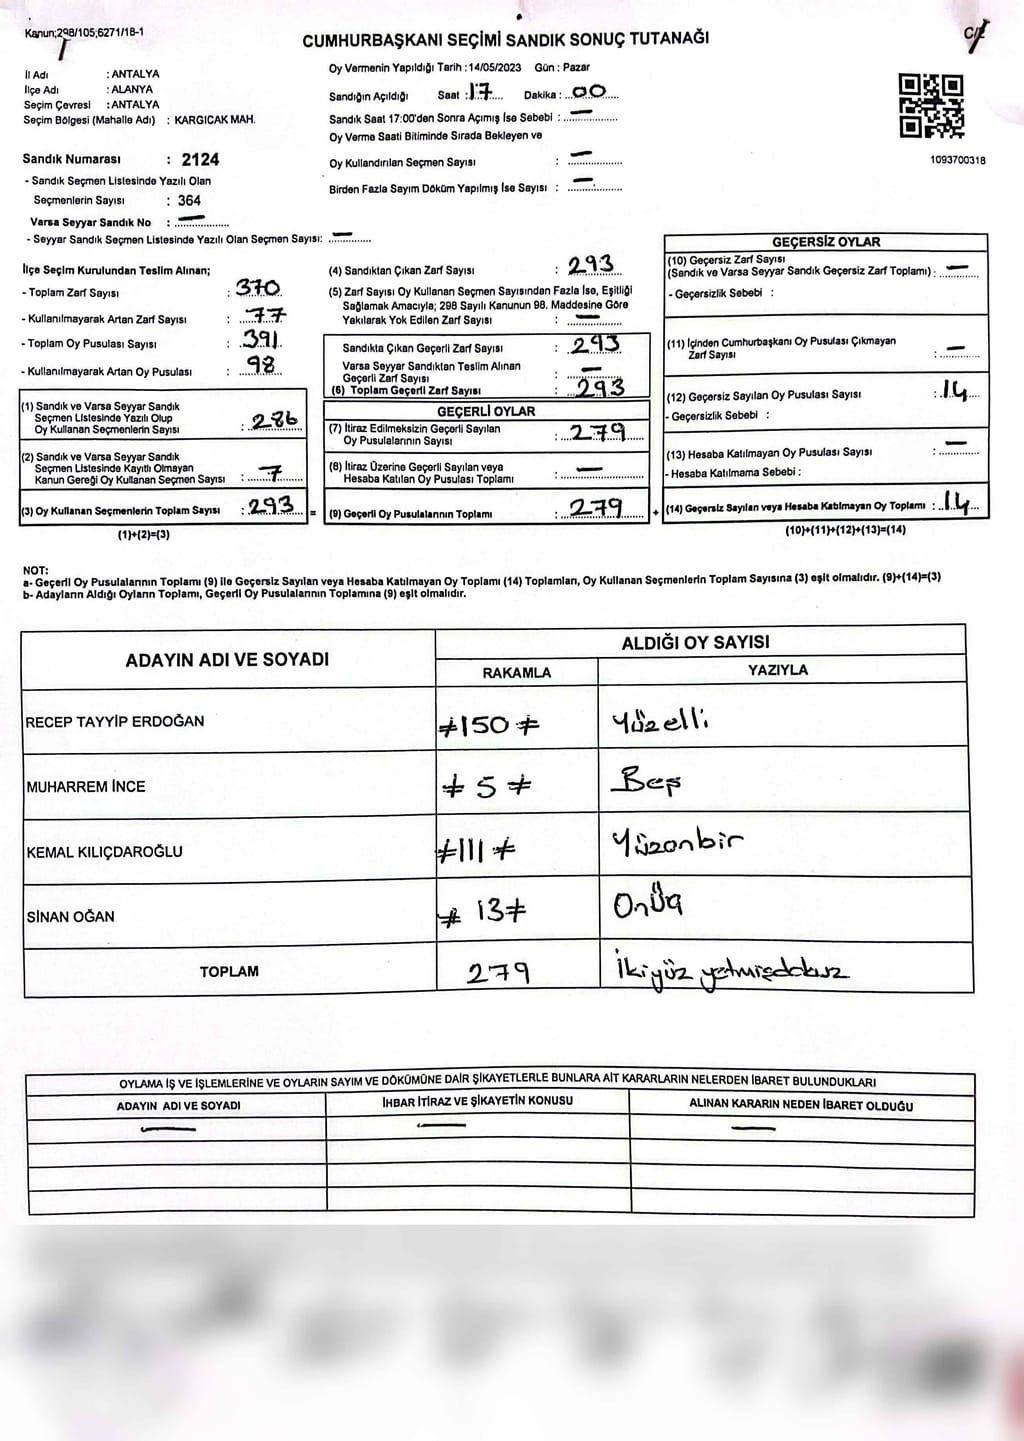 Kanun;298/105;6271/18-1
CUMHURBAŞKANI SEÇİMİ SANDIK SONUÇ TUTANAĞI
İl Adı : ANTALYA
İlçe Adı : ALANYA
Seçim Çevresi : ANTALYA
Seçim Bölgesi (Mahalle Adı) : KARGICAK MAH.
Sandık Numarası : 2124
- Sandık Seçmen Listesinde Yazılı Olan
Seçmenlerin Sayısı : 364
Varsa Seyyar Sandık No : —
- Seyyar Sandık Seçmen Listesinde Yazılı Olan Seçmen Sayısı: —
Oy Vermenin Yapıldığı Tarih : 14/05/2023 Gün : Pazar
Sandığın Açıldığı Saat : 17 Dakika : 00
Sandık Saat 17:00'den Sonra Açımış İse Sebebi : —
Oy Verme Saati Bitiminde Sırada Bekleyen ve
Oy Kullandırılan Seçmen Sayısı : —
Birden Fazla Sayım Döküm Yapılmış İse Sayısı : —
1093700318
İlçe Seçim Kurulundan Teslim Alınan;
- Toplam Zarf Sayısı : 370
- Kullanılmayarak Artan Zarf Sayısı : 77
- Toplam Oy Pusulası Sayısı : 391
- Kullanılmayarak Artan Oy Pusulası : 98
(1) Sandık ve Varsa Seyyar Sandık
Seçmen Listesinde Yazılı Olup
Oy Kullanan Seçmenlerin Sayısı : 286
(2) Sandık ve Varsa Seyyar Sandık
Seçmen Listesinde Kayıtlı Olmayan
Kanun Gereği Oy Kullanan Seçmen Sayısı : 7
(3) Oy Kullanan Seçmenlerin Toplam Sayısı : 293 =
(1)+(2)=(3)
(4) Sandıktan Çıkan Zarf Sayısı : 293
(5) Zarf Sayısı Oy Kullanan Seçmen Sayısından Fazla İse, Eşitliği
Sağlamak Amacıyla; 298 Sayılı Kanunun 98. Maddesine Göre
Yakılarak Yok Edilen Zarf Sayısı : —
Sandıkta Çıkan Geçerli Zarf Sayısı : 293
Varsa Seyyar Sandıktan Teslim Alınan
Geçerli Zarf Sayısı : —
(6) Toplam Geçerli Zarf Sayısı : 293
GEÇERLİ OYLAR
(7) İtiraz Edilmeksizin Geçerli Sayılan
Oy Pusulalarının Sayısı : 279
(8) İtiraz Üzerine Geçerli Sayılan veya
Hesaba Katılan Oy Pusulası Toplamı : —
(9) Geçerli Oy Pusulalarının Toplamı : 279 +
GEÇERSİZ OYLAR
(10) Geçersiz Zarf Sayısı
(Sandık ve Varsa Seyyar Sandık Geçersiz Zarf Toplamı) : —
- Geçersizlik Sebebi :
(11) İçinden Cumhurbaşkanı Oy Pusulası Çıkmayan
Zarf Sayısı : —
(12) Geçersiz Sayılan Oy Pusulası Sayısı : 14
- Geçersizlik Sebebi :
(13) Hesaba Katılmayan Oy Pusulası Sayısı : —
- Hesaba Katılmama Sebebi :
(14) Geçersiz Sayılan veya Hesaba Katılmayan Oy Toplamı : 14
(10)+(11)+(12)+(13)=(14)
NOT:
a- Geçerli Oy Pusulalarının Toplamı (9) ile Geçersiz Sayılan veya Hesaba Katılmayan Oy Toplamı (14) Toplamları, Oy Kullanan Seçmenlerin Toplam Sayısına (3) eşit olmalıdır. (9)+(14)=(3)
b- Adayların Aldığı Oyların Toplamı, Geçerli Oy Pusulalarının Toplamına (9) eşit olmalıdır.
ADAYIN ADI VE SOYADI
ALDIĞI OY SAYISI
RAKAMLA YAZIYLA
RECEP TAYYİP ERDOĞAN ≠150≠ Yüzelli
MUHARREM İNCE ≠ 5 ≠ Beş
KEMAL KILIÇDAROĞLU ≠111≠ Yüzonbir
SİNAN OĞAN ≠ 13≠ Onüç
TOPLAM 279 İkiyüz yetmişdokuz
OYLAMA İŞ VE İŞLEMLERİNE VE OYLARIN SAYIM VE DÖKÜMÜNE DAİR ŞİKAYETLERLE BUNLARA AİT KARARLARIN NELERDEN İBARET BULUNDUKLARI
ADAYIN ADI VE SOYADI İHBAR İTİRAZ VE ŞİKAYETİN KONUSU ALINAN KARARIN NEDEN İBARET OLDUĞU
— — —